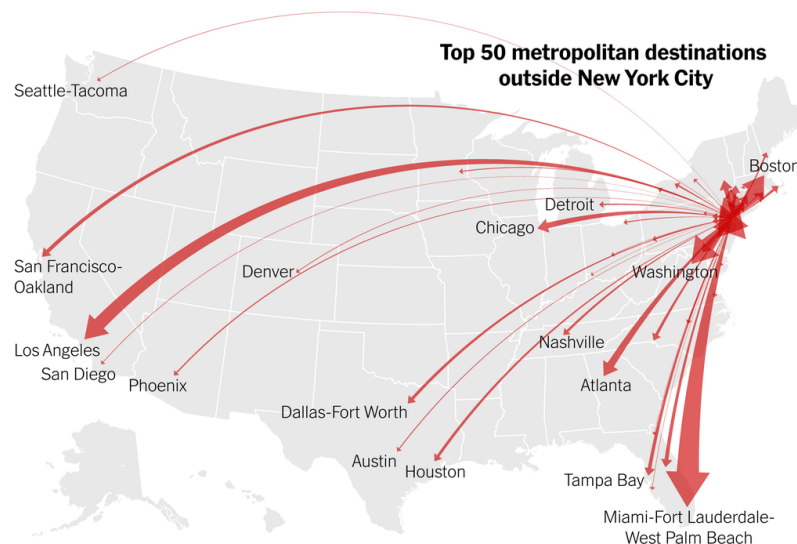 Top 50 metropolitan destinations
outside New York City
Seattle-Tacoma
Boston
Detroit
Chicago
San Francisco-
Oakland
Denver
Washington
Los Angeles
Nashville
San Diego
Phoenix
Atlanta
Dallas-Fort Worth
Austin
Houston
Tampa Bay
Miami-Fort Lauderdale-
West Palm Beach